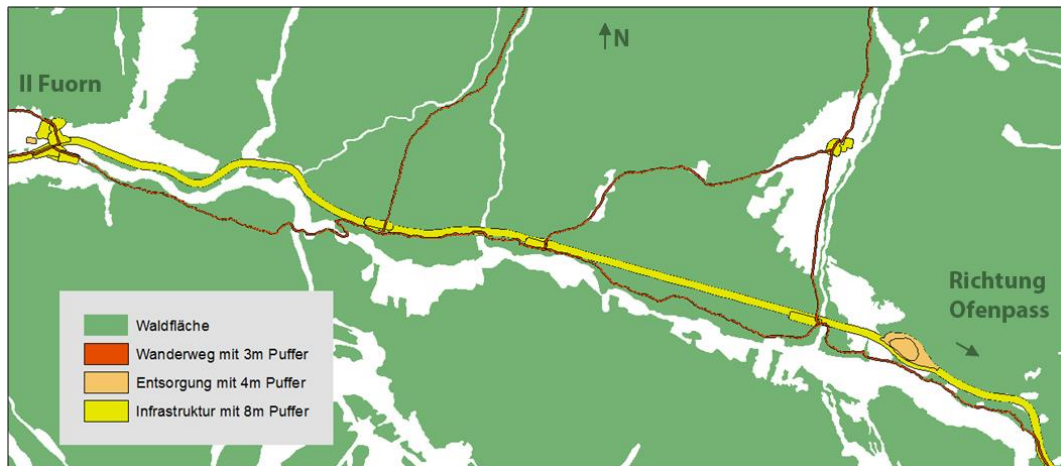 N
Il Fuorn
Richtung
Ofenpass
Waldfläche
Wanderweg mit 3m Puffer
Entsorgung mit 4m Puffer
Infrastruktur mit 8m Puffer